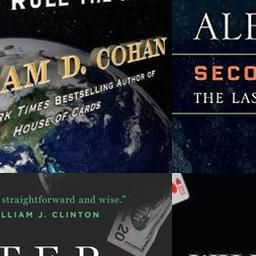 RULE THE
AM D. COHAN
RK TIMES BESTSELLING AUTHOR OF
HOUSE OF CARDS
ALE
SECO
THE LAS
straightforward and wise."
LLIAM J. CLINTON
20